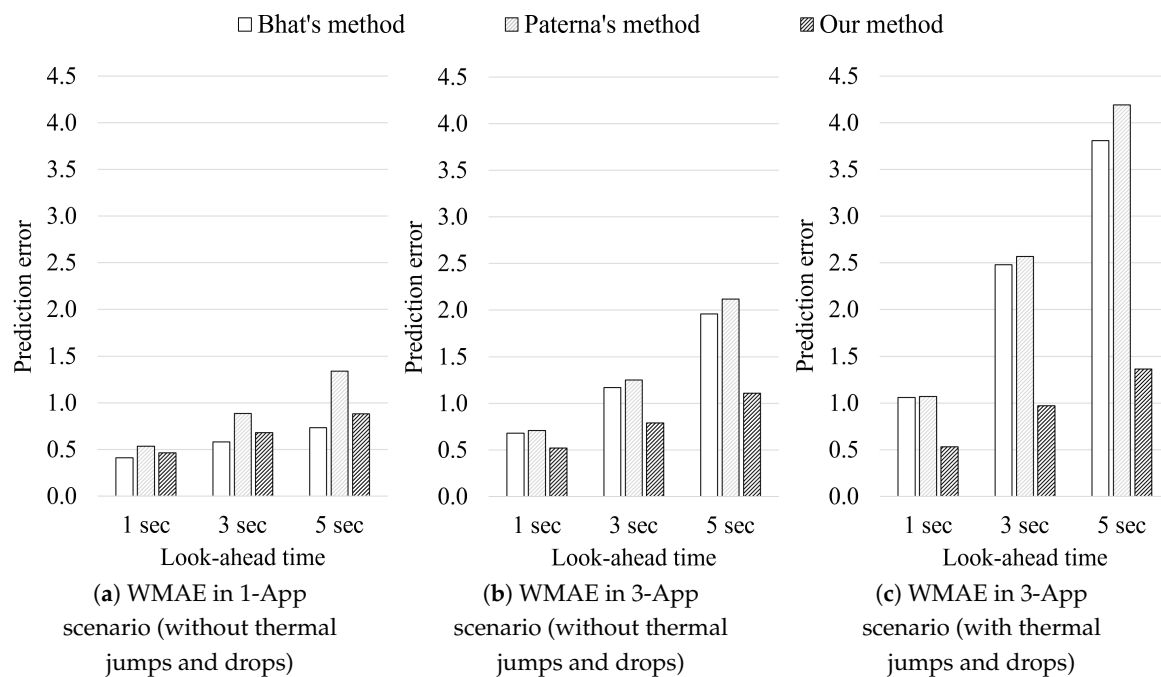 Bhat's method Paterna's method Our method
4.5
4.0
3.5
3.0
2.5
2.0
1.5
1.0
0.5
0.0
Prediction error
1 sec 3 sec 5 sec
Look-ahead time
(a) WMAE in 1-App
scenario (without thermal
jumps and drops)
4.5
4.0
3.5
3.0
2.5
2.0
1.5
1.0
0.5
0.0
Prediction error
1 sec 3 sec 5 sec
Look-ahead time
(b) WMAE in 3-App
scenario (without thermal
jumps and drops)
4.5
4.0
3.5
3.0
2.5
2.0
1.5
1.0
0.5
0.0
Prediction error
1 sec 3 sec 5 sec
Look-ahead time
(c) WMAE in 3-App
scenario (with thermal
jumps and drops)